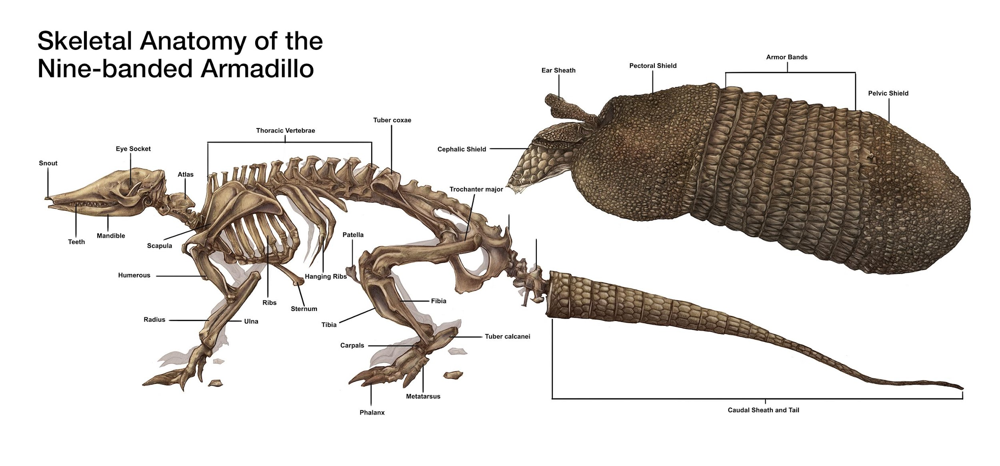 Skeletal Anatomy of the
Nine-banded Armadillo
Armor Bands
Pectoral Shield
Ear Sheath
Pelvic Shield
Tuber coxae
Thoracic Vertebrae
Eye Socket
Cephalic Shield
Snout
Atlas
Trochanter major
Patella
Mandible
Teeth
Scapula
Humerous
Hanging Ribs
Ribs
Fibia
Sternum
Radius
Ulna
Tibia
Tuber calcanei
Carpals
Metatarsus
Caudal Sheath and Tail
Phalanx